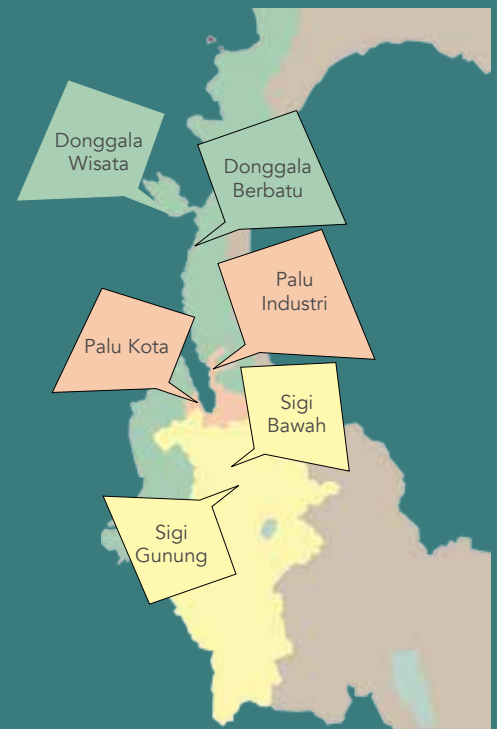 Donggala
Wisata
Donggala
Berbatu
Palu
Industri
Palu Kota
Sigi
Bawah
Sigi
Gunung